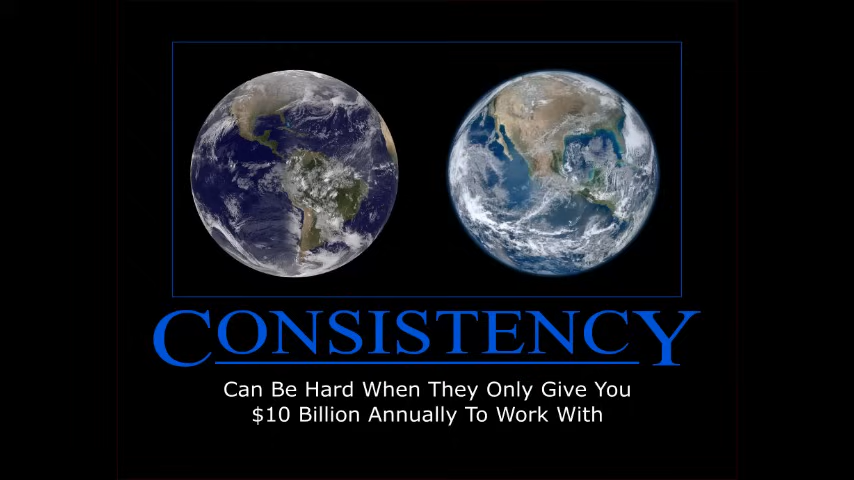 CONSISTENCY
Can Be Hard When They Only Give You
$10 Billion Annually To Work With